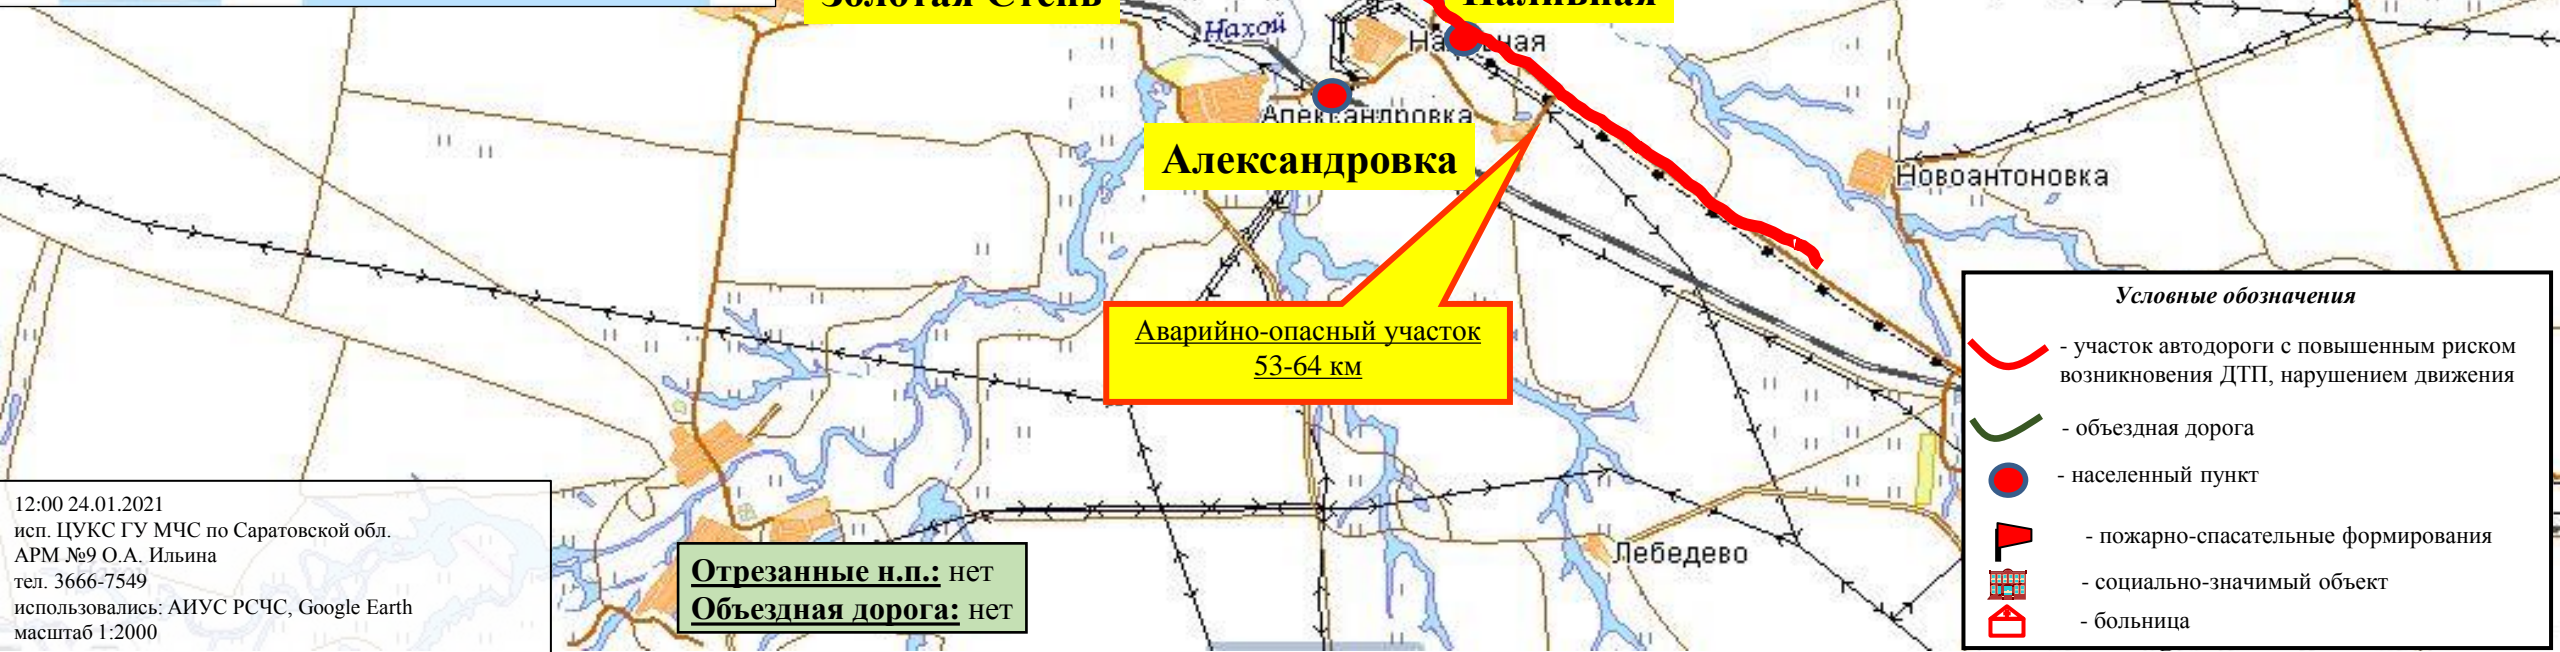 Золотая Степь
Наливная
Нахой
Александровка
Александровка
Новоантоновка
Аварийно-опасный участок
53-64 км
Условные обозначения
- участок автодороги с повышенным риском
возникновения ДТП, нарушением движения
- объездная дорога
- населенный пункт
- пожарно-спасательные формирования
- социально-значимый объект
- больница
Лебедево
12:00 24.01.2021
исп. ЦУКС ГУ МЧС по Саратовской обл.
АРМ №9 О.А. Ильина
тел. 3666-7549
использовались: АИУС РСЧС, Google Earth
масштаб 1:2000
Отрезанные н.п.: нет
Объездная дорога: нет